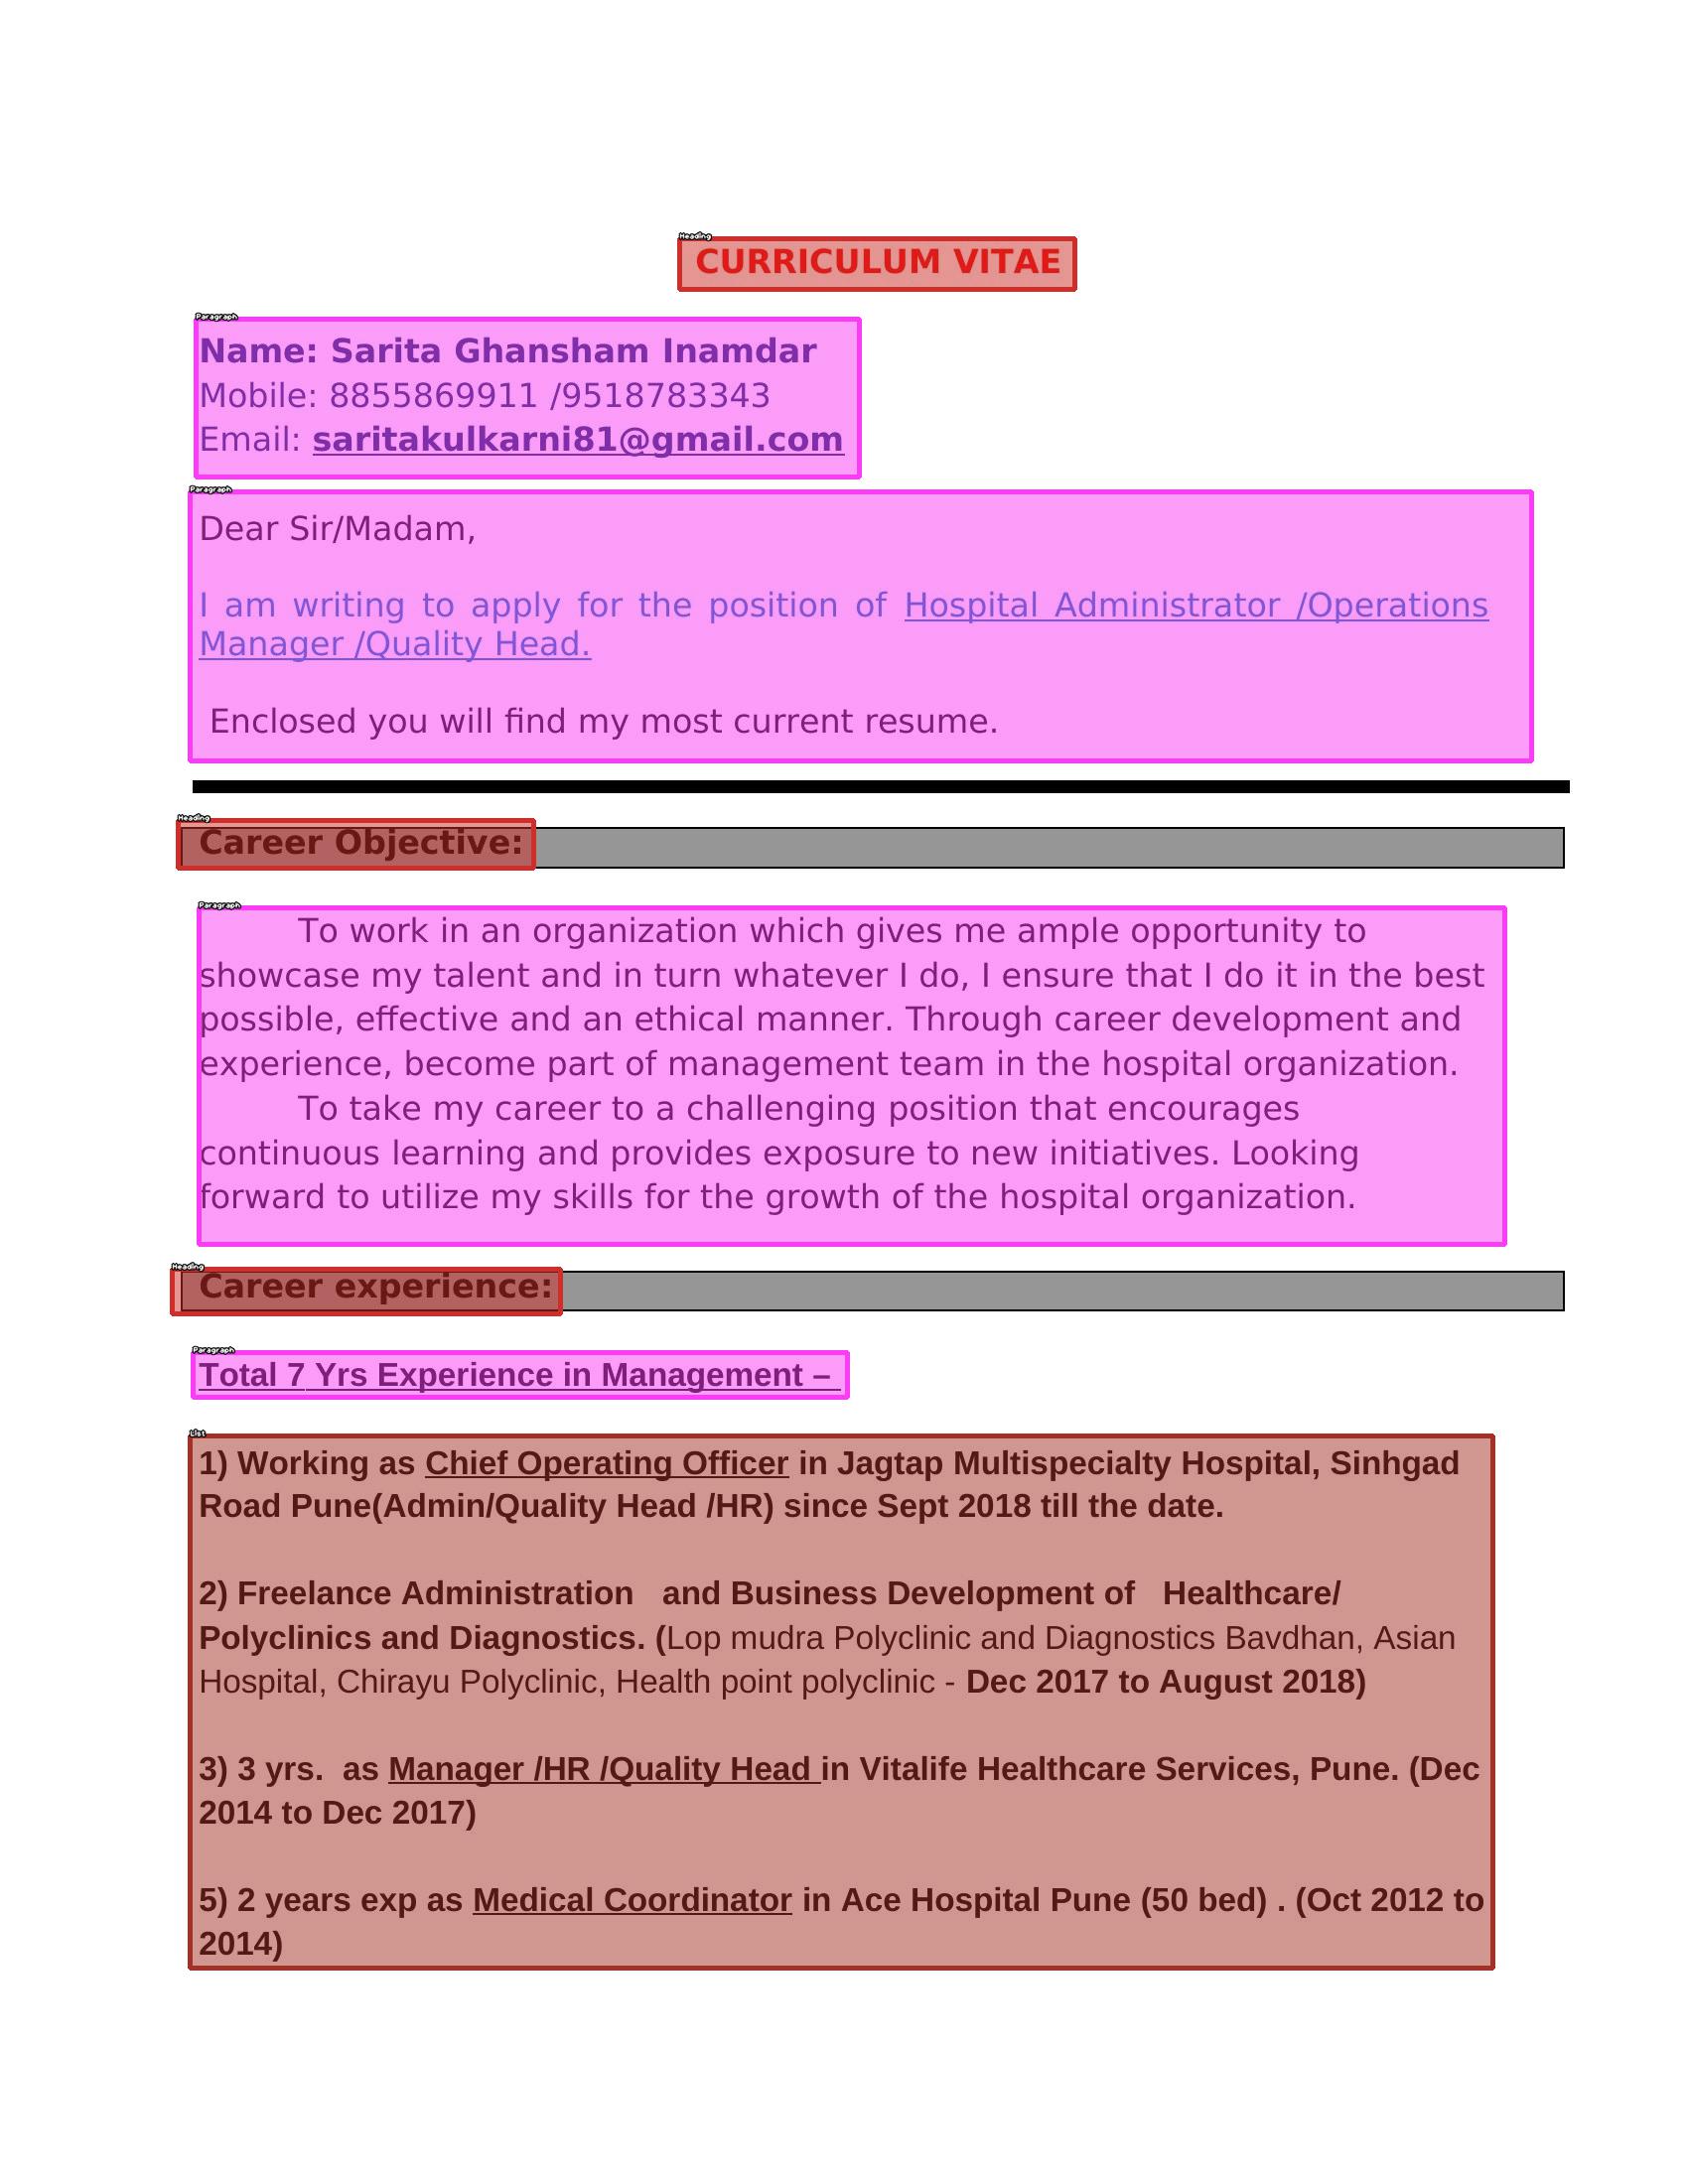 Heading
CURRICULUM VITAE
Paragraph
Name: Sarita Ghansham Inamdar
Mobile: 8855869911 /9518783343
Email: saritakulkarni81@gmail.com
Paragraph
Dear Sir/Madam,
I am writing to apply for the position of Hospital Administrator /Operations
Manager /Quality Head.
Enclosed you will find my most current resume.
Heading
Career Objective:
Paragraph
To work in an organization which gives me ample opportunity to
showcase my talent and in turn whatever I do, I ensure that I do it in the best
possible, effective and an ethical manner. Through career development and
experience, become part of management team in the hospital organization.
To take my career to a challenging position that encourages
continuous learning and provides exposure to new initiatives. Looking
forward to utilize my skills for the growth of the hospital organization.
Heading
Career experience:
Paragraph
Total 7 Yrs Experience in Management –
List
1) Working as Chief Operating Officer in Jagtap Multispecialty Hospital, Sinhgad
Road Pune(Admin/Quality Head /HR) since Sept 2018 till the date.
2) Freelance Administration and Business Development of Healthcare/
Polyclinics and Diagnostics. (Lop mudra Polyclinic and Diagnostics Bavdhan, Asian
Hospital, Chirayu Polyclinic, Health point polyclinic - Dec 2017 to August 2018)
3) 3 yrs. as Manager /HR /Quality Head in Vitalife Healthcare Services, Pune. (Dec
2014 to Dec 2017)
5) 2 years exp as Medical Coordinator in Ace Hospital Pune (50 bed) . (Oct 2012 to
2014)